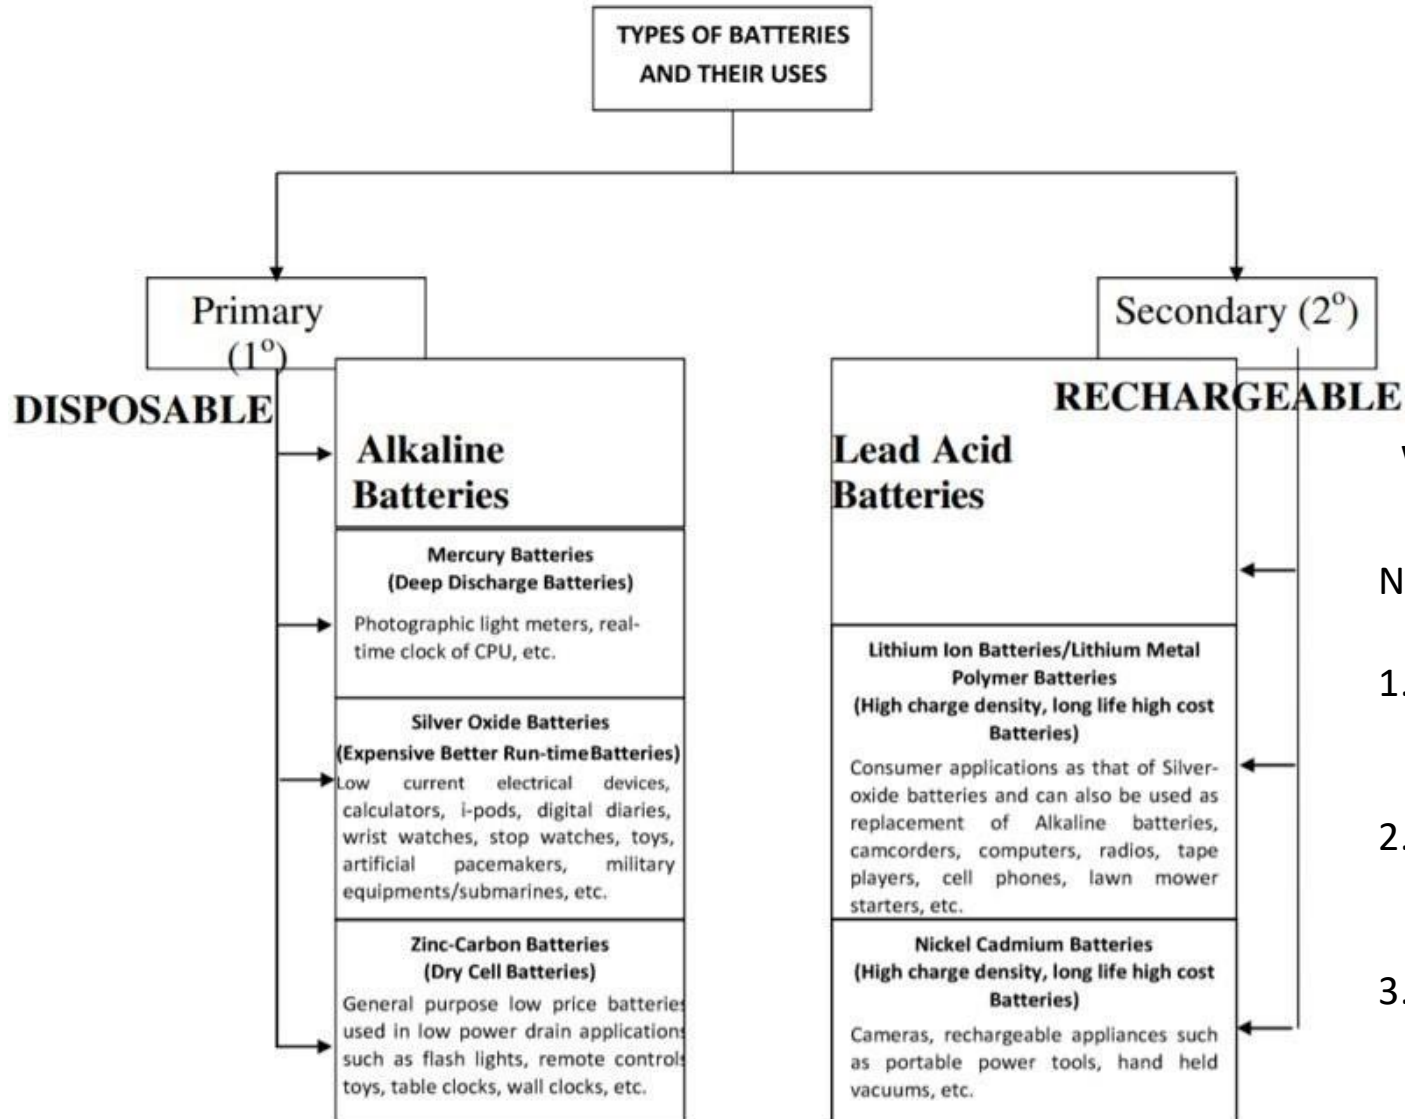 TYPES OF BATTERIES
AND THEIR USES
Primary
(1º)
DISPOSABLE
Alkaline
Batteries
Mercury Batteries
(Deep Discharge Batteries)
Photographic light meters, real-
time clock of CPU, etc.
Silver Oxide Batteries
(Expensive Better Run-timeBatteries)
Low current electrical devices,
calculators, i-pods, digital diaries,
wrist watches, stop watches, toys,
artificial pacemakers, military
equipments/submarines, etc.
Zinc-Carbon Batteries
(Dry Cell Batteries)
General purpose low price batteries
used in low power drain applications
such as flash lights, remote controls
toys, table clocks, wall clocks, etc.
Secondary (2º)
RECHARGEABLE
Lead Acid
Batteries
Lithium Ion Batteries/Lithium Metal
Polymer Batteries
(High charge density, long life high cost
Batteries)
Consumer applications as that of Silver-
oxide batteries and can also be used as
replacement of Alkaline batteries,
camcorders, computers, radios, tape
players, cell phones, lawn mower
starters, etc.
Nickel Cadmium Batteries
(High charge density, long life high cost
Batteries)
Cameras, rechargeable appliances such
as portable power tools, hand held
vacuums, etc.
N
1.
2.
3.